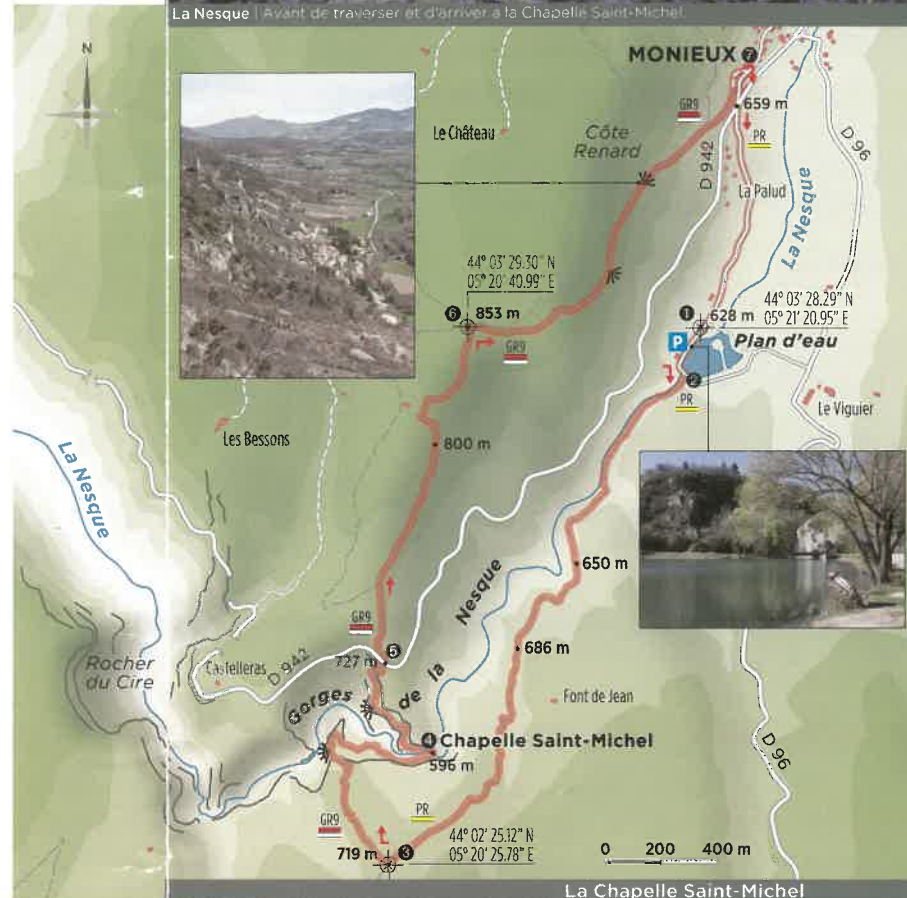 La Nesque | Avant de traverser et d'arriver à la Chapelle Saint-Michel
N
MONIEUX 7
659 m
GR9
PR
Le Château
Côte
Renard
D 942
D 96
La Palud
La Nesque
44° 03' 29.30" N
05° 20' 40.99" E
6 853 m
GR9
44° 03' 28.29" N
05° 21' 20.95" E
1 628 m
P
Plan d'eau
2
PR
Le Viguier
Les Bessons
800 m
La Nesque
650 m
686 m
GR9
727 m 5
Rocher
du Cire
Castelleras
D 942
Gorges de la Nesque
Font de Jean
4 Chapelle Saint-Michel
596 m
D 96
GR9
PR
44° 02' 25.12" N
05° 20' 25.78" E
719 m 3
0 200 400 m
La Chapelle Saint-Michel